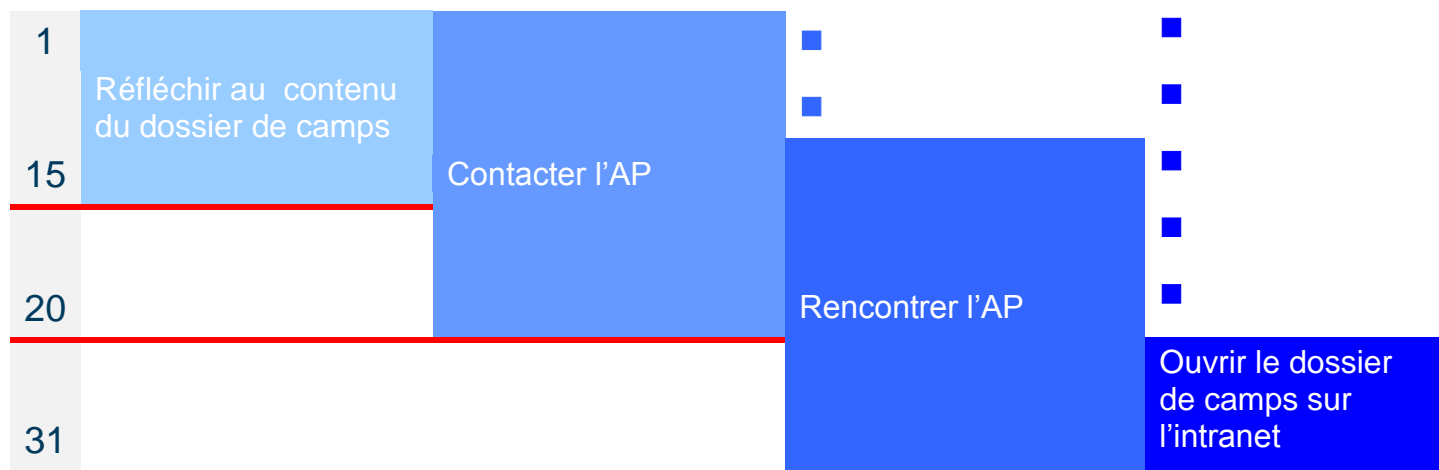 1
Réfléchir au  contenu
du dossier de camps
15
Contacter l’AP
20
Rencontrer l’AP
Ouvrir le dossier
de camps sur
l’intranet
31